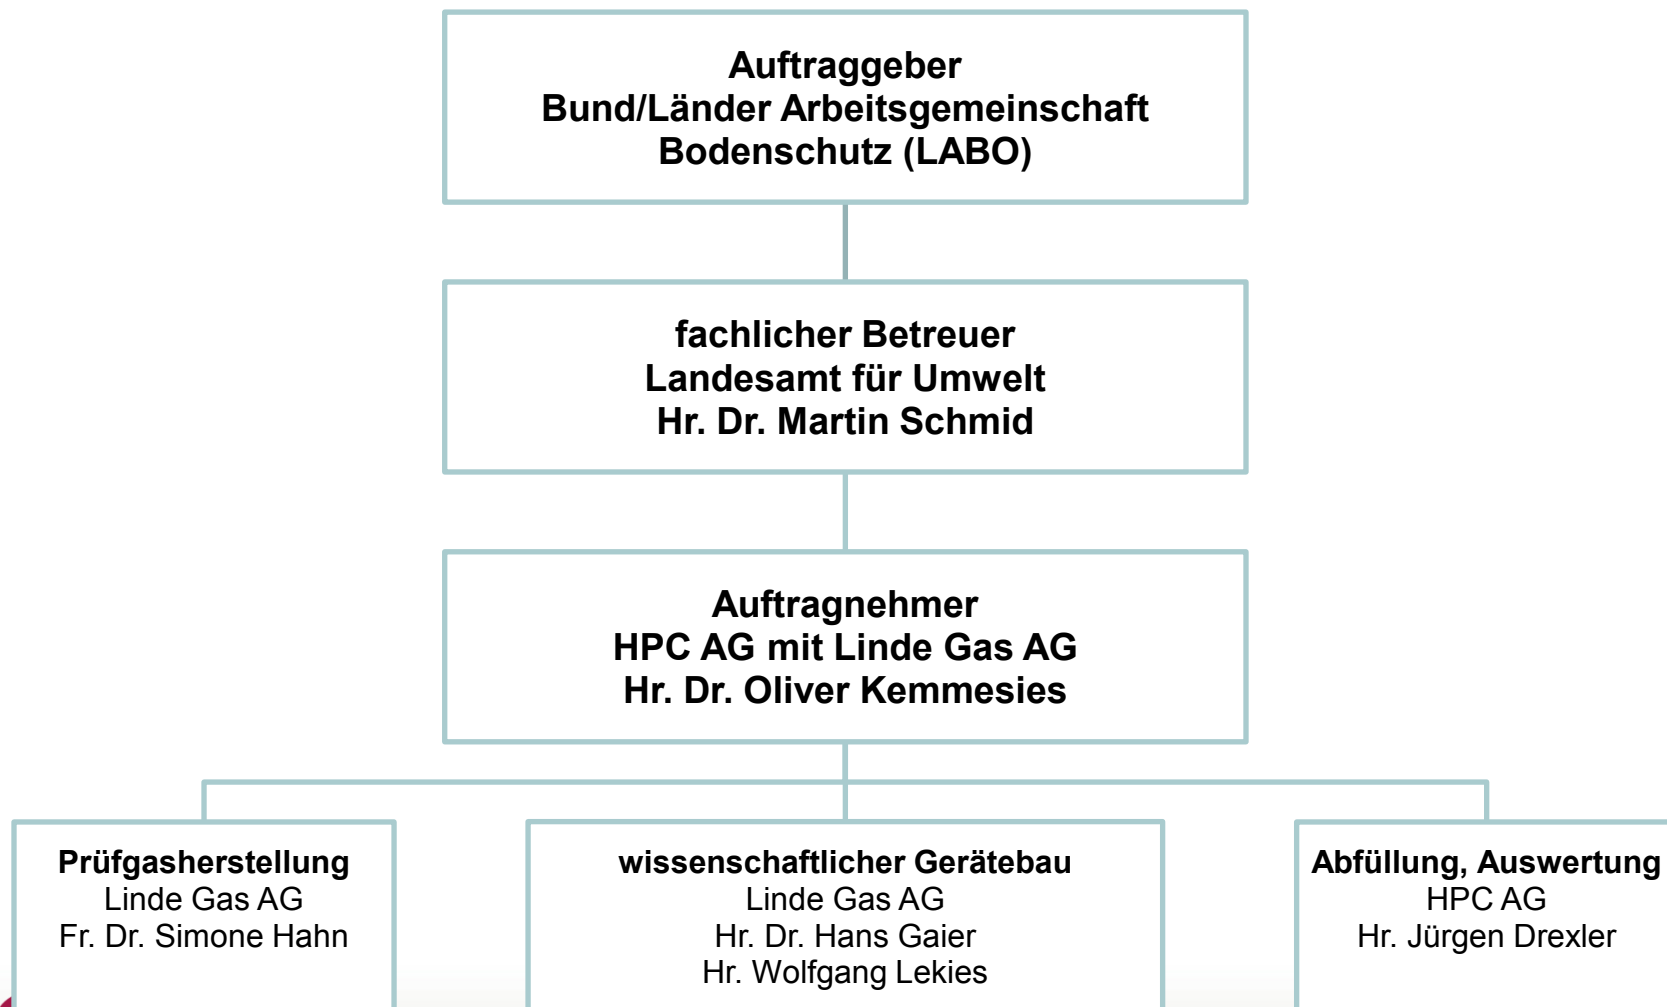 Auftraggeber
Bund/Länder Arbeitsgemeinschaft
Bodenschutz (LABO)
fachlicher Betreuer
Landesamt für Umwelt
Hr. Dr. Martin Schmid
Auftragnehmer
HPC AG mit Linde Gas AG
Hr. Dr. Oliver Kemmesies
Prüfgasherstellung
Linde Gas AG
Fr. Dr. Simone Hahn
wissenschaftlicher Gerätebau
Linde Gas AG
Hr. Dr. Hans Gaier
Hr. Wolfgang Lekies
Abfüllung, Auswertung
HPC AG
Hr. Jürgen Drexler